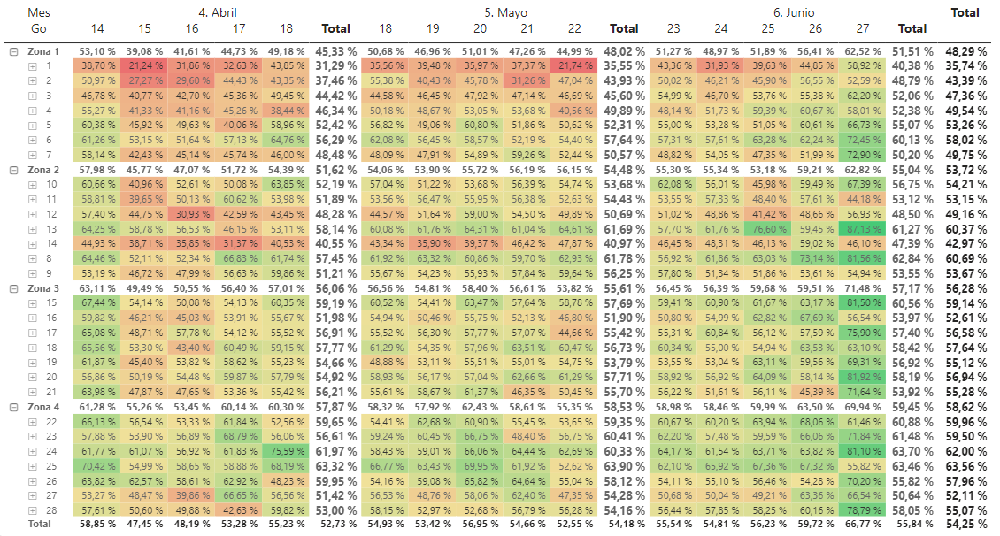 Mes 4. Abril 5. Mayo 6. Junio Total
Go 14 15 16 17 18 Total 18 19 20 21 22 Total 23 24 25 26 27 Total
Zona 1 53,10 % 39,08 % 41,61 % 44,73 % 49,18 % 45,33 % 50,68 % 46,96 % 51,01 % 47,26 % 44,99 % 48,02 % 51,27 % 48,97 % 51,89 % 56,41 % 62,52 % 51,51 % 48,29 %
1 38,70 % 21,24 % 31,86 % 32,63 % 43,85 % 31,29 % 35,56 % 39,48 % 35,97 % 37,37 % 21,74 % 35,55 % 43,36 % 31,93 % 39,63 % 44,85 % 58,92 % 40,38 % 35,74 %
2 50,97 % 27,27 % 29,60 % 44,43 % 43,35 % 37,46 % 55,38 % 40,43 % 45,78 % 31,26 % 47,04 % 43,93 % 50,02 % 46,21 % 45,90 % 56,55 % 52,59 % 48,79 % 43,39 %
3 46,78 % 40,77 % 42,70 % 45,36 % 49,45 % 44,42 % 44,58 % 46,45 % 47,92 % 47,14 % 46,69 % 45,60 % 54,99 % 46,70 % 53,76 % 55,38 % 62,20 % 52,06 % 47,36 %
4 55,27 % 41,33 % 41,16 % 45,26 % 38,44 % 46,34 % 50,18 % 48,67 % 53,05 % 53,68 % 40,56 % 49,89 % 48,14 % 51,73 % 59,39 % 60,67 % 58,01 % 52,38 % 49,54 %
5 60,38 % 45,92 % 49,63 % 40,06 % 58,96 % 52,42 % 56,82 % 49,06 % 60,80 % 51,86 % 50,62 % 52,31 % 55,00 % 53,28 % 51,05 % 60,61 % 66,73 % 55,07 % 53,26 %
6 61,26 % 53,15 % 51,64 % 57,13 % 64,76 % 56,29 % 62,08 % 56,45 % 58,57 % 52,19 % 54,40 % 57,64 % 57,31 % 57,61 % 63,28 % 62,24 % 72,45 % 60,13 % 58,02 %
7 58,14 % 42,43 % 45,14 % 45,74 % 46,00 % 48,48 % 48,09 % 47,91 % 54,89 % 59,26 % 52,44 % 50,57 % 48,82 % 54,05 % 47,35 % 51,99 % 72,90 % 50,20 % 49,75 %
Zona 2 57,98 % 45,77 % 47,07 % 51,72 % 54,39 % 51,62 % 54,06 % 53,90 % 55,72 % 56,19 % 56,15 % 54,48 % 55,30 % 55,34 % 53,18 % 59,21 % 62,82 % 55,04 % 53,72 %
10 60,66 % 40,96 % 52,61 % 50,08 % 63,85 % 52,19 % 57,04 % 51,22 % 53,68 % 56,39 % 54,74 % 53,68 % 62,08 % 56,01 % 45,98 % 59,49 % 67,39 % 56,75 % 54,21 %
11 58,81 % 39,65 % 50,13 % 60,62 % 53,98 % 51,89 % 53,56 % 56,47 % 55,95 % 56,38 % 52,63 % 54,43 % 53,55 % 57,33 % 48,40 % 57,61 % 44,18 % 53,12 % 53,15 %
12 57,40 % 44,75 % 30,93 % 42,59 % 43,45 % 48,28 % 44,57 % 51,64 % 59,00 % 54,50 % 49,89 % 50,69 % 51,02 % 48,86 % 41,42 % 48,66 % 56,93 % 48,50 % 49,16 %
13 64,25 % 58,78 % 56,53 % 46,15 % 53,11 % 58,14 % 60,08 % 61,76 % 64,31 % 61,04 % 64,61 % 61,69 % 57,70 % 61,76 % 76,60 % 59,45 % 87,13 % 61,27 % 60,37 %
14 44,93 % 38,71 % 35,85 % 31,37 % 40,53 % 40,55 % 43,34 % 35,90 % 39,37 % 46,42 % 47,87 % 40,97 % 46,45 % 48,31 % 46,13 % 59,02 % 46,10 % 47,39 % 42,97 %
8 64,46 % 52,11 % 52,34 % 66,83 % 61,74 % 57,45 % 61,92 % 63,32 % 60,86 % 59,70 % 62,93 % 61,78 % 56,92 % 61,86 % 63,03 % 73,14 % 81,56 % 62,84 % 60,69 %
9 53,19 % 46,72 % 47,99 % 56,63 % 59,86 % 51,21 % 55,67 % 54,23 % 55,93 % 57,84 % 59,64 % 56,25 % 57,80 % 51,34 % 51,86 % 53,61 % 54,94 % 53,55 % 53,67 %
Zona 3 63,11 % 49,49 % 50,55 % 56,40 % 57,01 % 56,06 % 56,56 % 54,81 % 58,40 % 56,61 % 53,82 % 55,61 % 56,45 % 56,39 % 59,68 % 59,51 % 71,48 % 57,17 % 56,28 %
15 67,44 % 54,14 % 50,08 % 54,13 % 60,35 % 59,19 % 60,52 % 54,41 % 63,47 % 57,64 % 58,78 % 57,69 % 59,41 % 60,90 % 61,67 % 63,17 % 81,50 % 60,56 % 59,14 %
16 59,82 % 46,21 % 45,03 % 53,91 % 55,67 % 51,98 % 54,94 % 50,46 % 55,75 % 52,13 % 46,80 % 51,90 % 50,80 % 54,99 % 62,82 % 67,69 % 56,54 % 53,97 % 52,61 %
17 65,08 % 48,71 % 57,78 % 54,12 % 55,52 % 56,91 % 55,52 % 56,30 % 57,77 % 57,07 % 44,66 % 55,42 % 55,31 % 60,84 % 56,12 % 57,59 % 75,90 % 57,40 % 56,58 %
18 65,56 % 53,30 % 43,40 % 60,49 % 59,15 % 57,77 % 61,29 % 54,35 % 57,96 % 63,51 % 60,47 % 56,73 % 60,34 % 55,00 % 54,94 % 63,53 % 63,10 % 58,42 % 57,64 %
19 61,87 % 45,40 % 53,82 % 58,62 % 55,23 % 54,66 % 48,88 % 53,11 % 55,51 % 55,01 % 54,75 % 53,79 % 53,55 % 53,04 % 63,11 % 59,56 % 69,31 % 56,92 % 55,12 %
20 56,86 % 50,19 % 54,48 % 59,87 % 57,79 % 54,92 % 58,93 % 56,17 % 57,04 % 62,66 % 61,29 % 57,71 % 58,92 % 56,92 % 64,09 % 58,14 % 81,92 % 58,19 % 56,94 %
21 63,98 % 47,87 % 47,65 % 53,36 % 55,42 % 56,21 % 55,61 % 58,67 % 61,37 % 46,35 % 50,45 % 55,70 % 56,22 % 51,61 % 56,11 % 45,39 % 71,64 % 53,92 % 55,28 %
Zona 4 61,28 % 55,26 % 53,45 % 60,14 % 60,30 % 57,87 % 58,32 % 57,92 % 62,43 % 58,61 % 55,35 % 58,53 % 58,98 % 58,46 % 59,99 % 63,50 % 69,94 % 59,45 % 58,62 %
22 66,13 % 56,54 % 53,33 % 61,84 % 52,56 % 59,65 % 54,41 % 62,68 % 60,90 % 55,45 % 53,65 % 59,35 % 60,67 % 60,20 % 63,94 % 68,06 % 61,46 % 60,88 % 59,96 %
23 57,88 % 53,90 % 56,89 % 68,79 % 56,06 % 56,61 % 59,24 % 60,45 % 66,75 % 48,40 % 56,75 % 60,41 % 62,20 % 57,48 % 59,59 % 66,06 % 71,84 % 61,48 % 59,50 %
24 61,77 % 61,07 % 56,92 % 61,83 % 75,59 % 61,97 % 58,43 % 59,01 % 66,06 % 64,44 % 62,69 % 60,33 % 64,17 % 61,54 % 63,71 % 63,82 % 81,10 % 63,70 % 62,00 %
25 70,42 % 54,99 % 58,65 % 58,88 % 68,19 % 63,32 % 66,77 % 63,43 % 69,95 % 61,92 % 52,62 % 63,90 % 62,10 % 65,92 % 67,36 % 67,32 % 55,82 % 63,46 % 63,56 %
26 63,82 % 62,57 % 58,61 % 62,92 % 48,23 % 59,95 % 54,16 % 59,08 % 65,82 % 64,64 % 55,04 % 58,12 % 54,11 % 55,10 % 56,46 % 54,28 % 70,20 % 55,82 % 57,96 %
27 53,27 % 48,47 % 39,86 % 66,65 % 56,56 % 51,42 % 56,53 % 48,76 % 58,06 % 62,40 % 47,35 % 54,28 % 50,68 % 50,04 % 49,21 % 63,36 % 66,54 % 50,64 % 52,11 %
28 57,61 % 50,60 % 49,88 % 42,63 % 59,82 % 53,00 % 58,15 % 52,97 % 52,68 % 56,79 % 56,28 % 54,16 % 56,44 % 57,85 % 58,25 % 60,16 % 78,79 % 58,05 % 55,07 %
Total 58,85 % 47,45 % 48,19 % 53,28 % 55,23 % 52,73 % 54,93 % 53,42 % 56,95 % 54,66 % 52,55 % 54,18 % 55,54 % 54,81 % 56,23 % 59,72 % 66,77 % 55,84 % 54,25 %